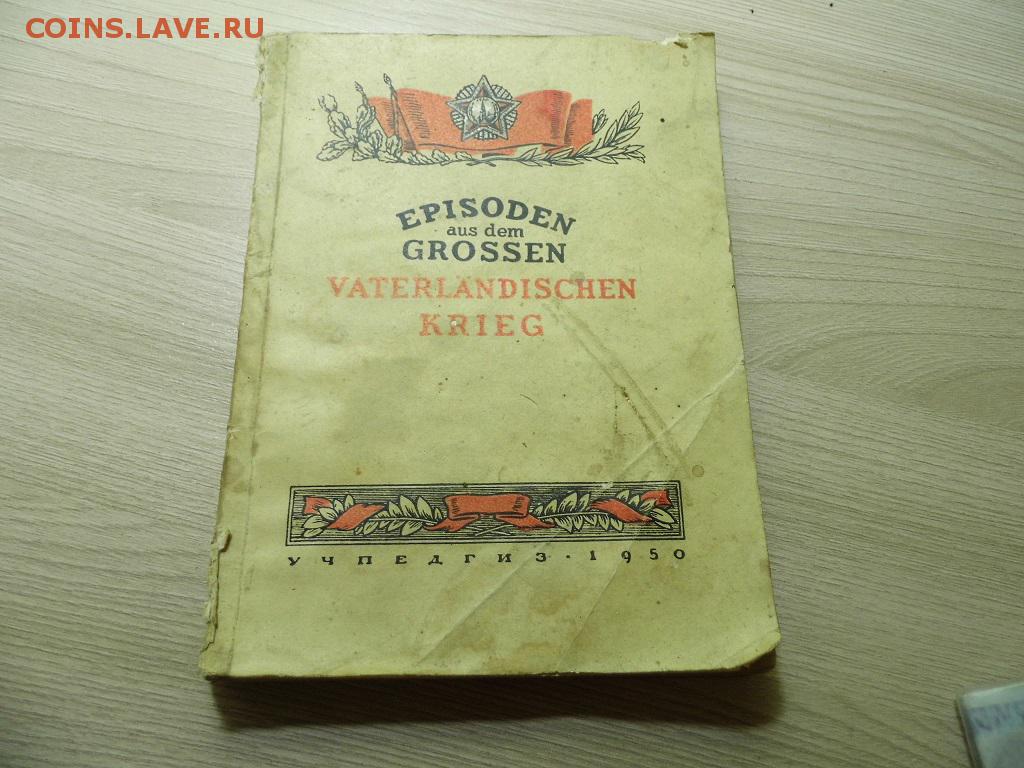 COINS.LAVE.RU
EPISODEN
aus dem
GROSSEN
VATERLÄNDISCHEN
KRIEG
УЧПЕДГИЗ · 1950